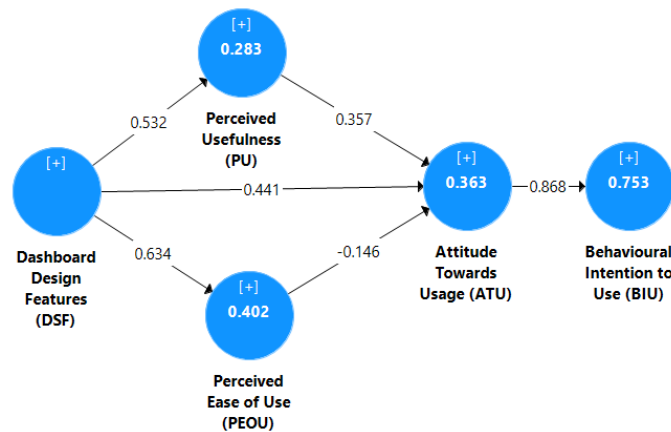 [+]
0.283
Perceived
Usefulness
(PU)
0.532
0.357
[+]
Dashboard
Design
Features
(DSF)
0.441
[+]
0.363
Attitude
Towards
Usage (ATU)
0.868
[+]
0.753
Behavioural
Intention to
Use (BIU)
0.634
-0.146
[+]
0.402
Perceived
Ease of Use
(PEOU)